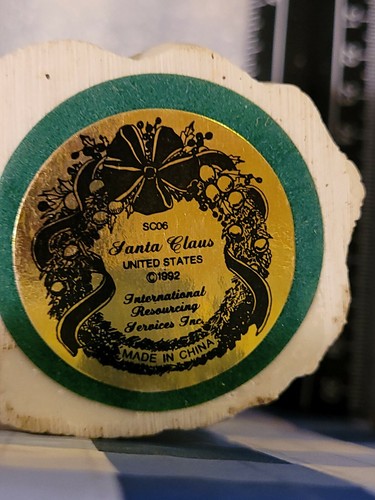 SC06
Santa Claus
UNITED STATES
©1992
International
Resourcing
Services Inc.
MADE IN CHINA